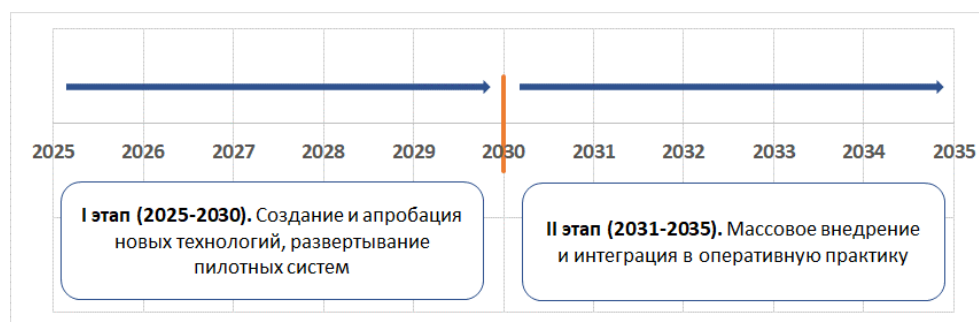 2025 2026 2027 2028 2029 2030 2031 2032 2033 2034 2035
I этап (2025-2030). Создание и апробация
новых технологий, развертывание
пилотных систем
II этап (2031-2035). Массовое внедрение
и интеграция в оперативную практику